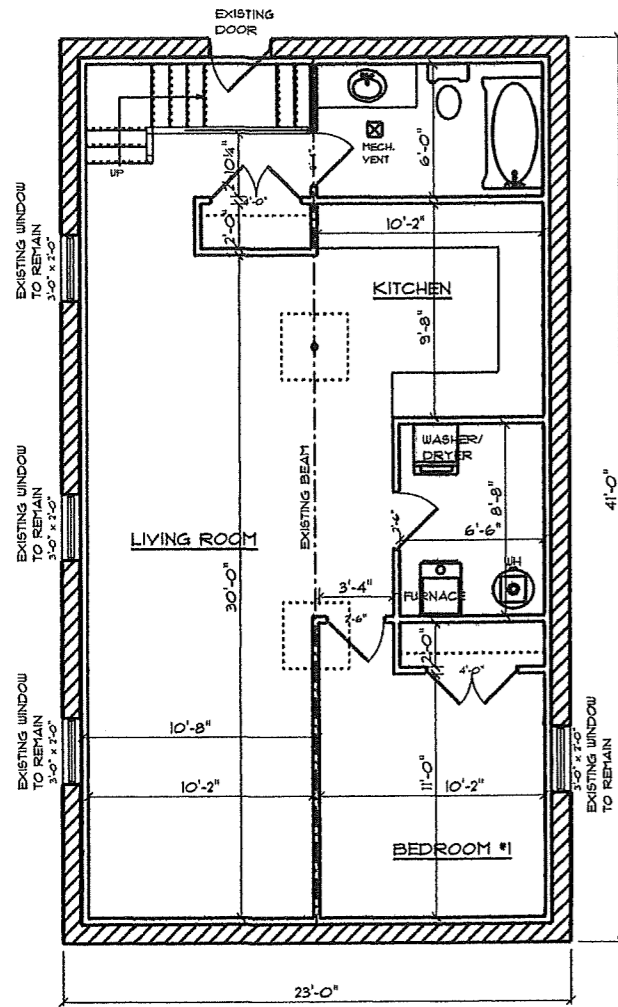 EXISTING
DOOR
UP
MECH.
VENT
6'-0"
2'-10¼"
4'-0"
2'-0"
10'-2"
EXISTING WINDOW
TO REMAIN
3'-0" x 2'-0"
KITCHEN
9'-8"
EXISTING BEAM
WASHER/
DRYER
8'-8"
41'-0"
EXISTING WINDOW
TO REMAIN
3'-0" x 2'-0"
LIVING ROOM
2'-6"
6'-6"
WH
30'-0"
3'-4"
FURNACE
2'-6"
2'-0"
4'-0"
EXISTING WINDOW
TO REMAIN
3'-0" x 2'-0"
10'-8"
10'-2"
11'-0"
10'-2"
3'-0" x 2'-0"
EXISTING WINDOW
TO REMAIN
BEDROOM #1
23'-0"